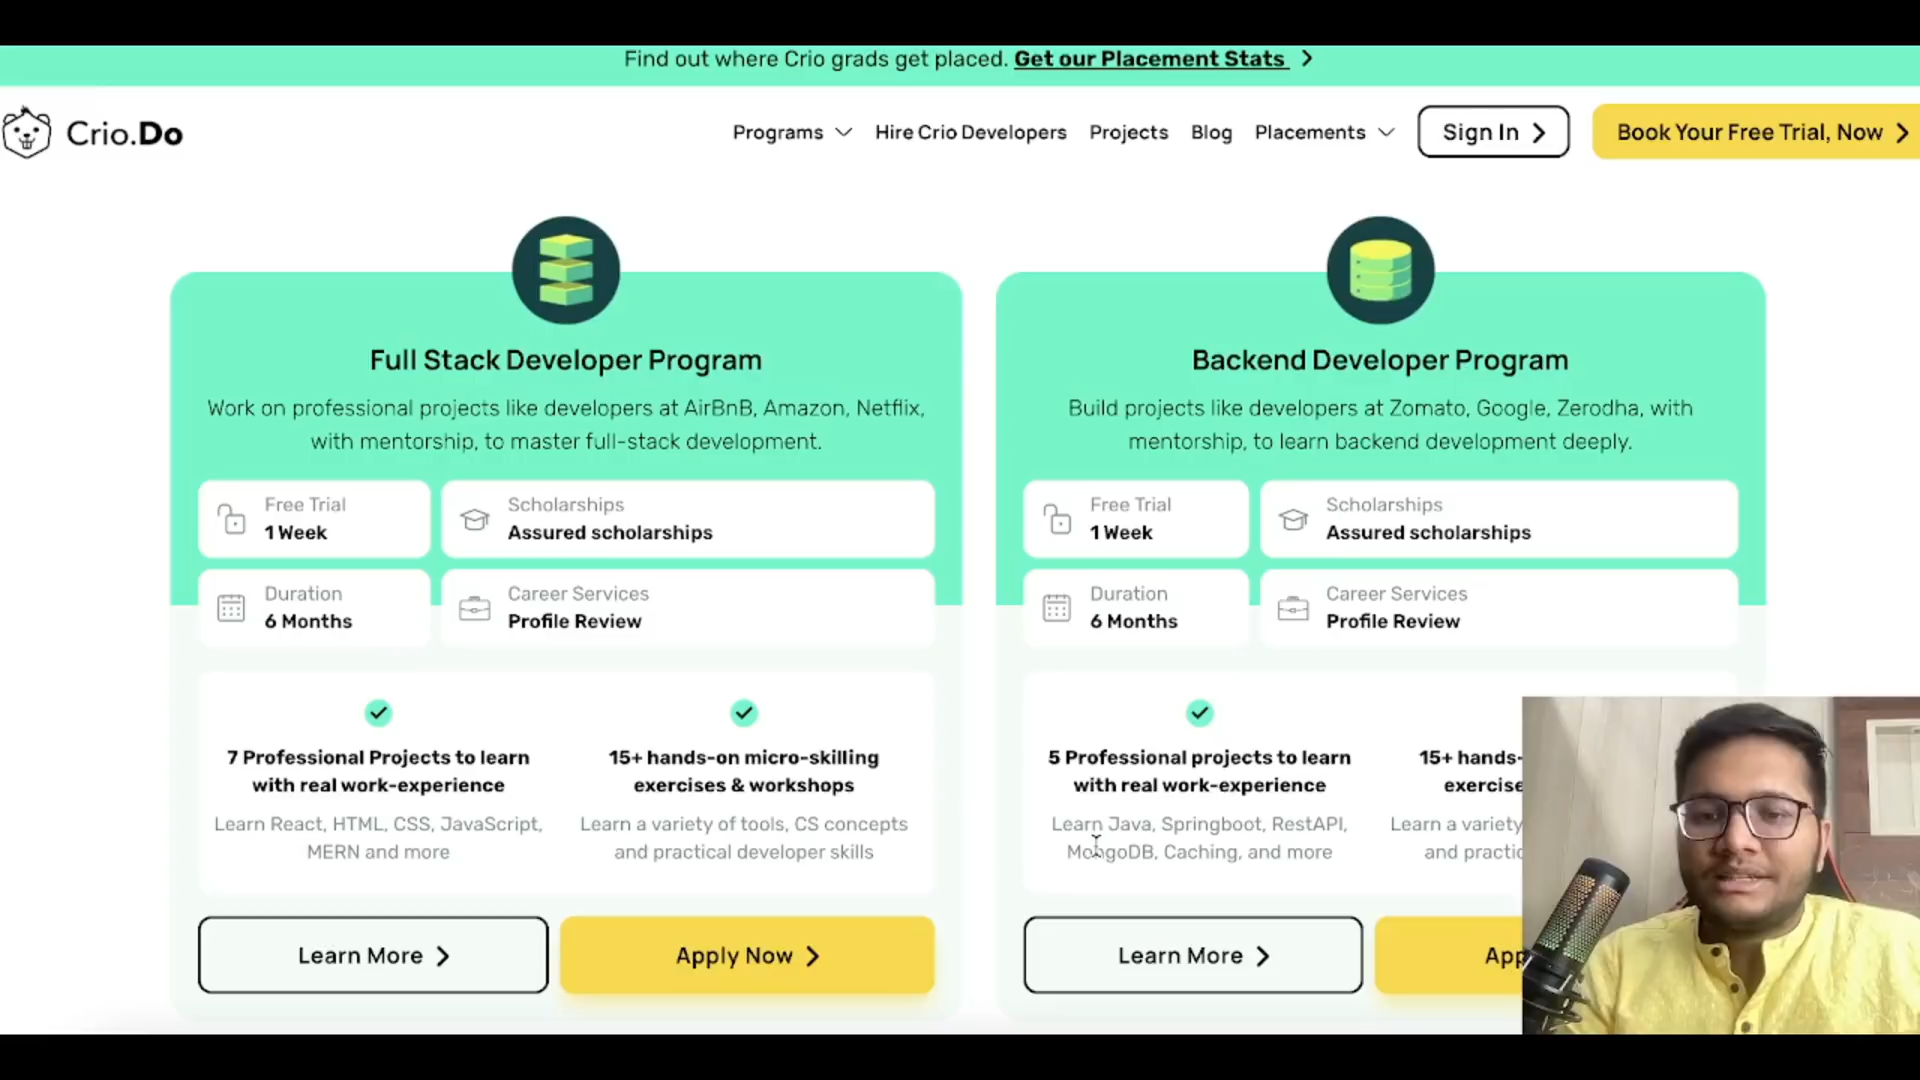 Find out where Crio grads get placed. Get our Placement Stats
Crio.Do
Programs
Hire Crio Developers
Projects
Blog
Placements
Sign In
Book Your Free Trial, Now
Full Stack Developer Program
Work on professional projects like developers at AirBnB, Amazon, Netflix,
with mentorship, to master full-stack development.
Free Trial
1 Week
Scholarships
Assured scholarships
Duration
6 Months
Career Services
Profile Review
7 Professional Projects to learn
with real work-experience
Learn React, HTML, CSS, JavaScript,
MERN and more
15+ hands-on micro-skilling
exercises & workshops
Learn a variety of tools, CS concepts
and practical developer skills
Learn More
Apply Now
Backend Developer Program
Build projects like developers at Zomato, Google, Zerodha, with
mentorship, to learn backend development deeply.
Free Trial
1 Week
Scholarships
Assured scholarships
Duration
6 Months
Career Services
Profile Review
5 Professional projects to learn
with real work-experience
Learn Java, Springboot, RestAPI,
MongoDB, Caching, and more
15+ hands-
exercise
Learn a variety
and practic
Learn More
App